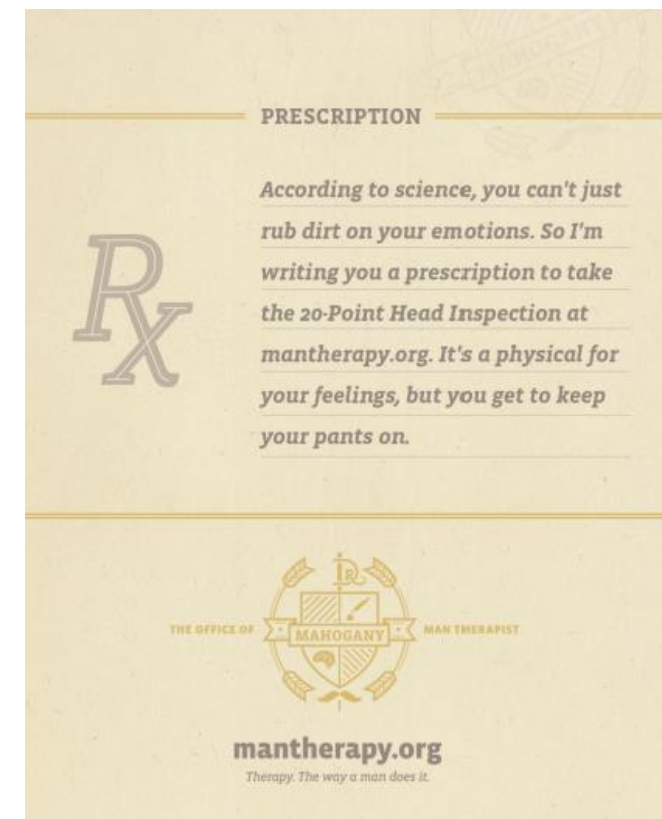 MAHOGANY
PRESCRIPTION
Rx
According to science, you can't just
rub dirt on your emotions. So I'm
writing you a prescription to take
the 20-Point Head Inspection at
mantherapy.org. It's a physical for
your feelings, but you get to keep
your pants on.
DR
THE OFFICE OF MAHOGANY MAN THERAPIST
mantherapy.org
Therapy. The way a man does it.